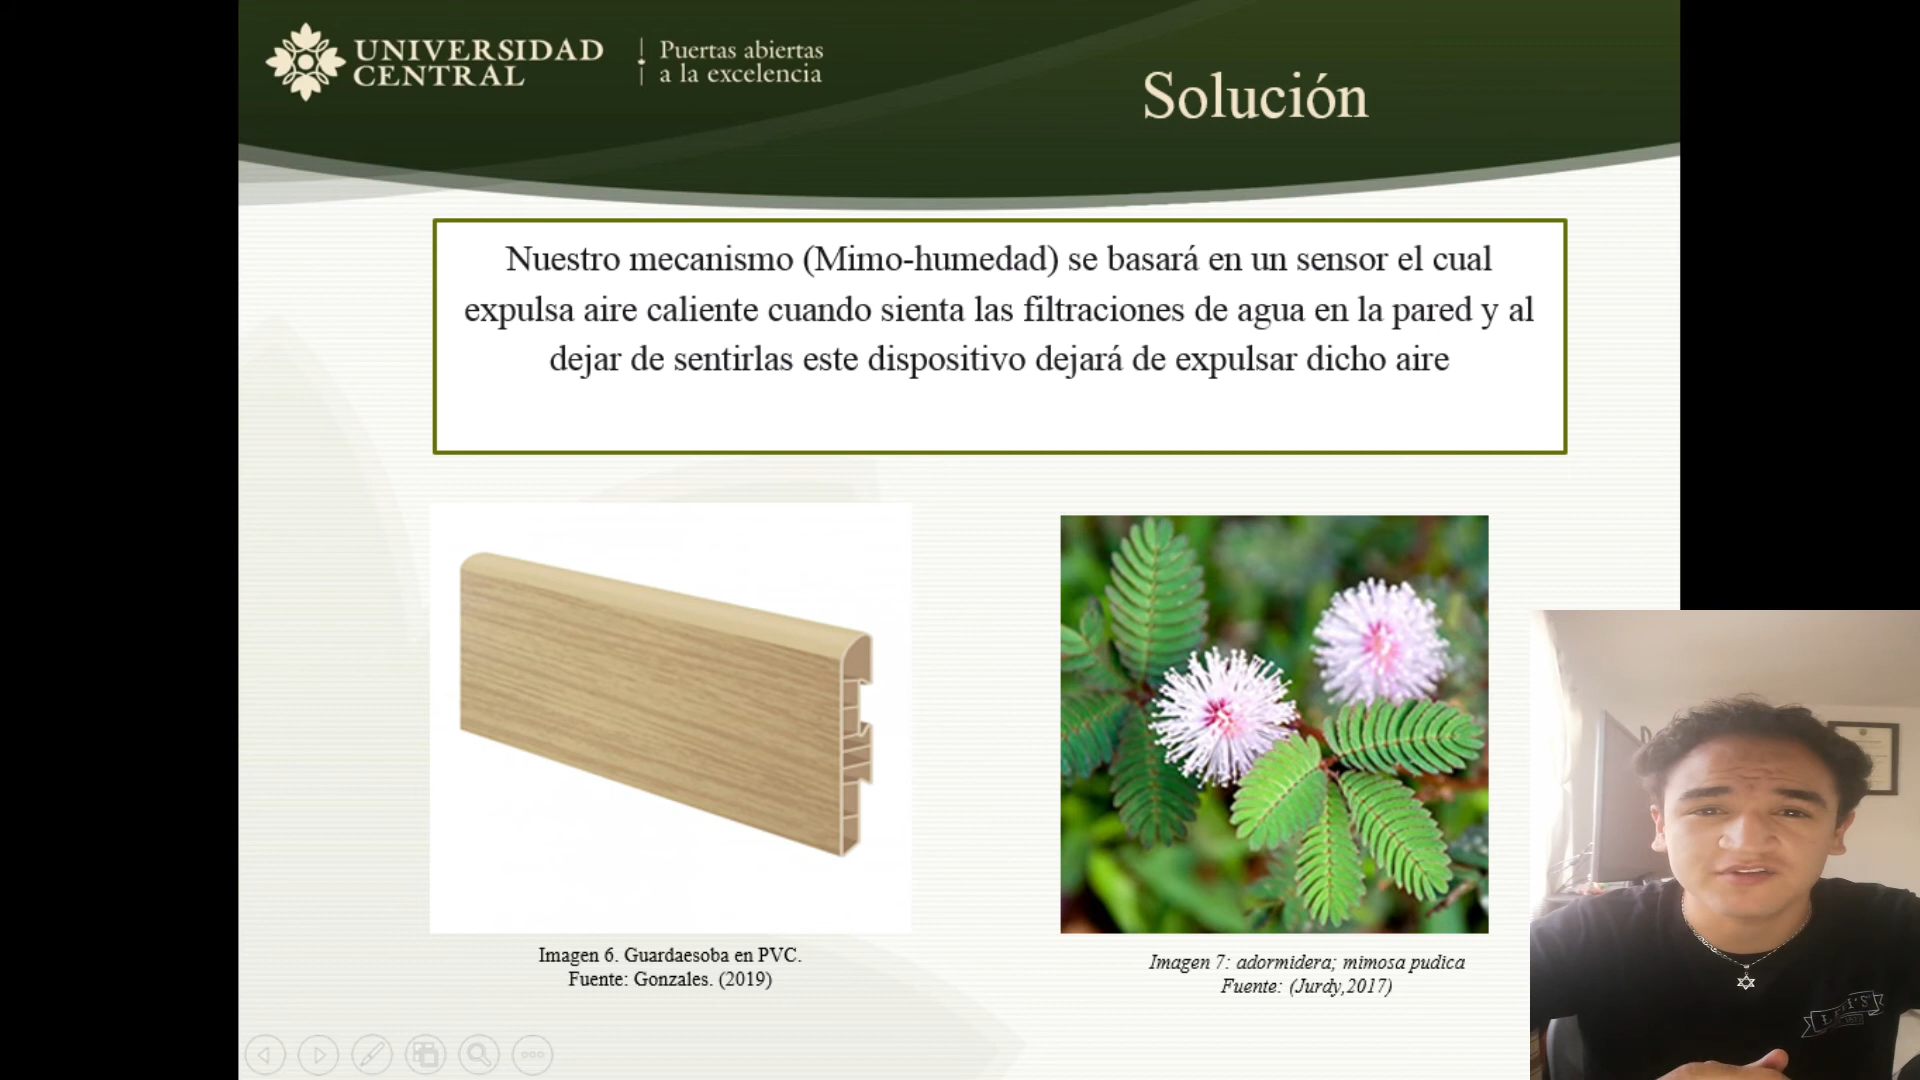 UNIVERSIDAD
CENTRAL
Puertas abiertas
a la excelencia
Solución
Nuestro mecanismo (Mimo-humedad) se basará en un sensor el cual
expulsa aire caliente cuando sienta las filtraciones de agua en la pared y al
dejar de sentirlas este dispositivo dejará de expulsar dicho aire
Imagen 6. Guardaesoba en PVC.
Fuente: Gonzales. (2019)
Imagen 7: adormidera; mimosa pudica
Fuente: (Jurdy,2017)